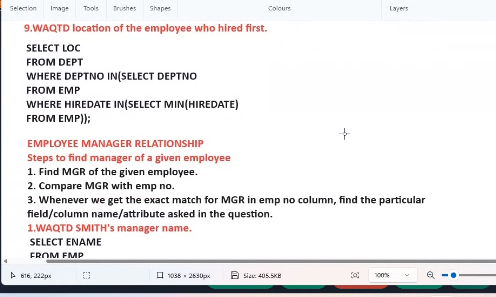 Selection Image Tools Brushes Shapes Colours Layers
9.WAQTD location of the employee who hired first.
SELECT LOC
FROM DEPT
WHERE DEPTNO IN(SELECT DEPTNO
FROM EMP
WHERE HIREDATE IN(SELECT MIN(HIREDATE)
FROM EMP));
EMPLOYEE MANAGER RELATIONSHIP
Steps to find manager of a given employee
1. Find MGR of the given employee.
2. Compare MGR with emp no.
3. Whenever we get the exact match for MGR in emp no column, find the particular
field/column name/attribute asked in the question.
1.WAQTD SMITH's manager name.
SELECT ENAME
FROM EMP
616, 222px 1038 × 2630px Size: 405.5KB 100%